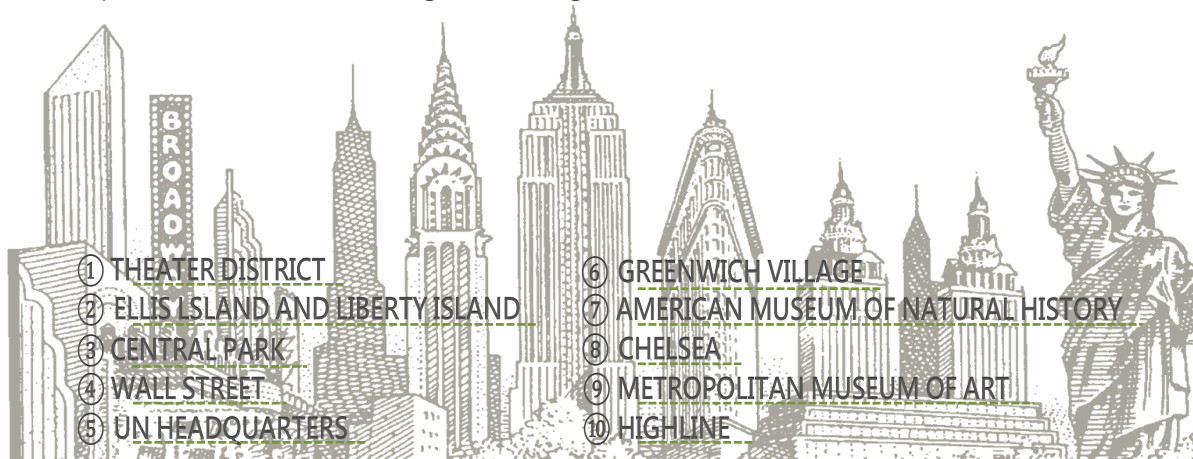 BROADW
① THEATER DISTRICT
② ELLIS LSLAND AND LIBERTY ISLAND
③ CENTRAL PARK
④ WALL STREET
⑤ UN HEADQUARTERS
⑥ GREENWICH VILLAGE
⑦ AMERICAN MUSEUM OF NATURAL HISTORY
⑧ CHELSEA
⑨ METROPOLITAN MUSEUM OF ART
⑩ HIGHLINE